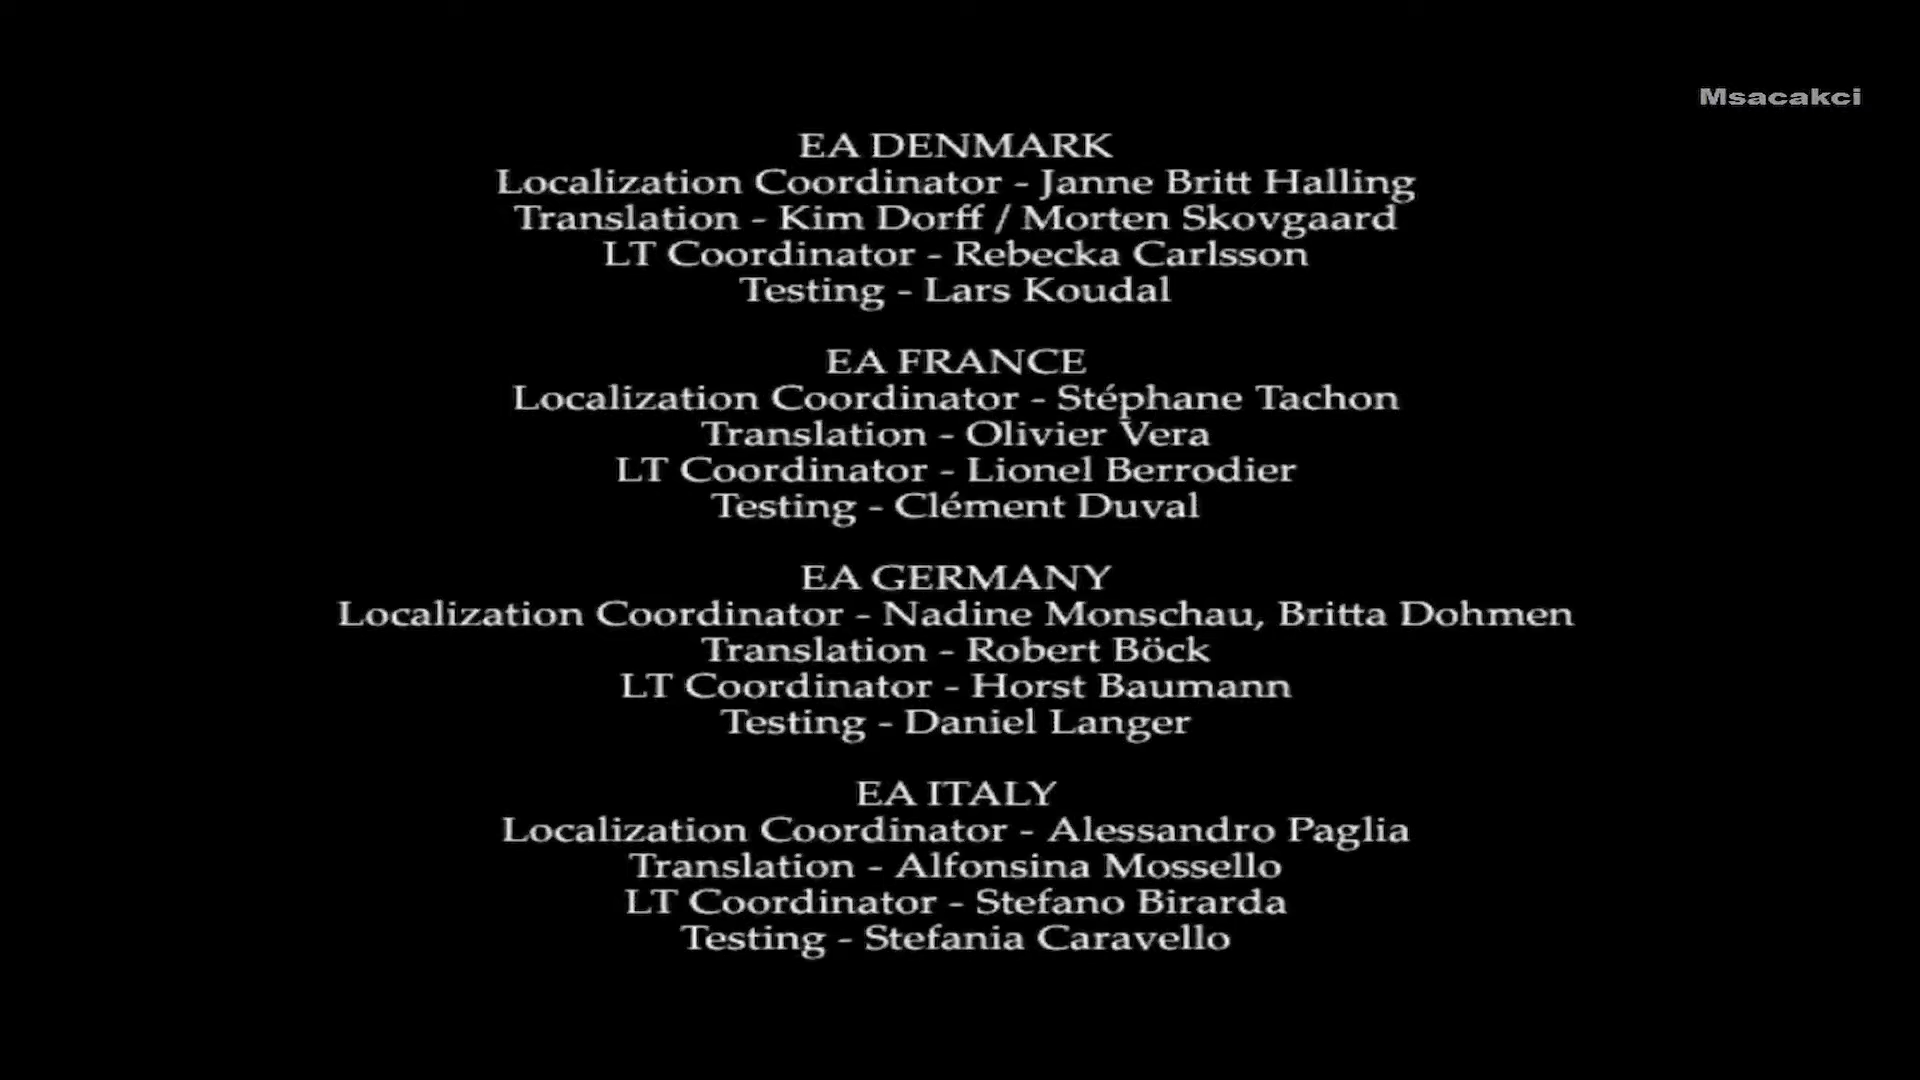 Msacakci
EA DENMARK
Localization Coordinator - Janne Britt Halling
Translation - Kim Dorff / Morten Skovgaard
LT Coordinator - Rebecka Carlsson
Testing - Lars Koudal
EA FRANCE
Localization Coordinator - Stéphane Tachon
Translation - Olivier Vera
LT Coordinator - Lionel Berrodier
Testing - Clément Duval
EA GERMANY
Localization Coordinator - Nadine Monschau, Britta Dohmen
Translation - Robert Böck
LT Coordinator - Horst Baumann
Testing - Daniel Langer
EA ITALY
Localization Coordinator - Alessandro Paglia
Translation - Alfonsina Mossello
LT Coordinator - Stefano Birarda
Testing - Stefania Caravello